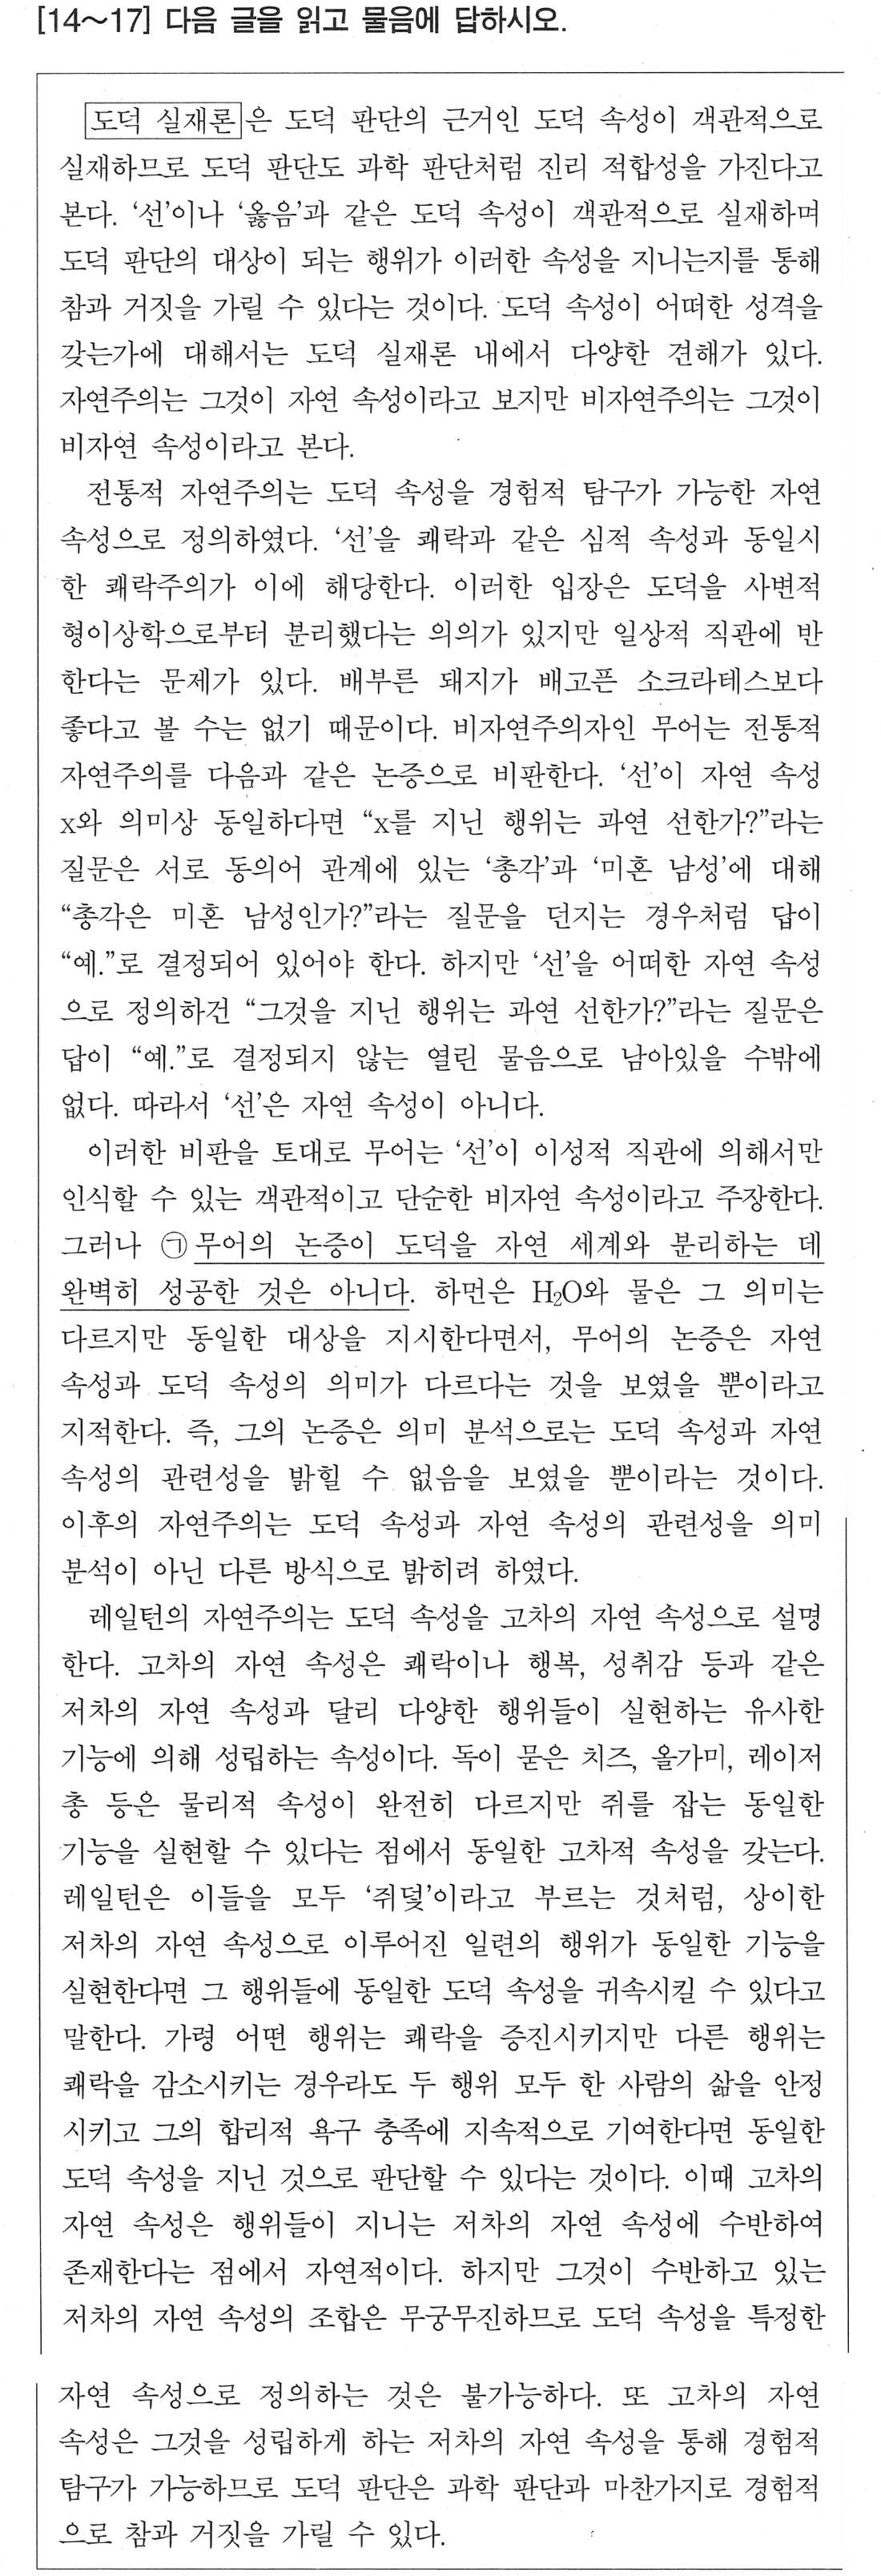 [14～17] 다음 글을 읽고 물음에 답하시오.
도덕 실재론은 도덕 판단의 근거인 도덕 속성이 객관적으로
실재하므로 도덕 판단도 과학 판단처럼 진리 적합성을 가진다고
본다. ‘선’이나 ‘옳음’과 같은 도덕 속성이 객관적으로 실재하며
도덕 판단의 대상이 되는 행위가 이러한 속성을 지니는지를 통해
참과 거짓을 가릴 수 있다는 것이다. 도덕 속성이 어떠한 성격을
갖는가에 대해서는 도덕 실재론 내에서 다양한 견해가 있다.
자연주의는 그것이 자연 속성이라고 보지만 비자연주의는 그것이
비자연 속성이라고 본다.
전통적 자연주의는 도덕 속성을 경험적 탐구가 가능한 자연
속성으로 정의하였다. ‘선’을 쾌락과 같은 심적 속성과 동일시
한 쾌락주의가 이에 해당한다. 이러한 입장은 도덕을 사변적
형이상학으로부터 분리했다는 의의가 있지만 일상적 직관에 반
한다는 문제가 있다. 배부른 돼지가 배고픈 소크라테스보다
좋다고 볼 수는 없기 때문이다. 비자연주의자인 무어는 전통적
자연주의를 다음과 같은 논증으로 비판한다. ‘선’이 자연 속성
x와 의미상 동일하다면 “x를 지닌 행위는 과연 선한가?”라는
질문은 서로 동의어 관계에 있는 ‘총각’과 ‘미혼 남성’에 대해
“총각은 미혼 남성인가?”라는 질문을 던지는 경우처럼 답이
“예.”로 결정되어 있어야 한다. 하지만 ‘선’을 어떠한 자연 속성
으로 정의하건 “그것을 지닌 행위는 과연 선한가?”라는 질문은
답이 “예.”로 결정되지 않는 열린 물음으로 남아있을 수밖에
없다. 따라서 ‘선’은 자연 속성이 아니다.
이러한 비판을 토대로 무어는 ‘선’이 이성적 직관에 의해서만
인식할 수 있는 객관적이고 단순한 비자연 속성이라고 주장한다.
그러나 ㉠무어의 논증이 도덕을 자연 세계와 분리하는 데
완벽히 성공한 것은 아니다. 하먼은 H₂O와 물은 그 의미는
다르지만 동일한 대상을 지시한다면서, 무어의 논증은 자연
속성과 도덕 속성의 의미가 다르다는 것을 보였을 뿐이라고
지적한다. 즉, 그의 논증은 의미 분석으로는 도덕 속성과 자연
속성의 관련성을 밝힐 수 없음을 보였을 뿐이라는 것이다.
이후의 자연주의는 도덕 속성과 자연 속성의 관련성을 의미
분석이 아닌 다른 방식으로 밝히려 하였다.
레일턴의 자연주의는 도덕 속성을 고차의 자연 속성으로 설명
한다. 고차의 자연 속성은 쾌락이나 행복, 성취감 등과 같은
저차의 자연 속성과 달리 다양한 행위들이 실현하는 유사한
기능에 의해 성립하는 속성이다. 독이 묻은 치즈, 올가미, 레이저
총 등은 물리적 속성이 완전히 다르지만 쥐를 잡는 동일한
기능을 실현할 수 있다는 점에서 동일한 고차적 속성을 갖는다.
레일턴은 이들을 모두 ‘쥐덫’이라고 부르는 것처럼, 상이한
저차의 자연 속성으로 이루어진 일련의 행위가 동일한 기능을
실현한다면 그 행위들에 동일한 도덕 속성을 귀속시킬 수 있다고
말한다. 가령 어떤 행위는 쾌락을 증진시키지만 다른 행위는
쾌락을 감소시키는 경우라도 두 행위 모두 한 사람의 삶을 안정
시키고 그의 합리적 욕구 충족에 지속적으로 기여한다면 동일한
도덕 속성을 지닌 것으로 판단할 수 있다는 것이다. 이때 고차의
자연 속성은 행위들이 지니는 저차의 자연 속성에 수반하여
존재한다는 점에서 자연적이다. 하지만 그것이 수반하고 있는
저차의 자연 속성의 조합은 무궁무진하므로 도덕 속성을 특정한
자연 속성으로 정의하는 것은 불가능하다. 또 고차의 자연
속성은 그것을 성립하게 하는 저차의 자연 속성을 통해 경험적
탐구가 가능하므로 도덕 판단은 과학 판단과 마찬가지로 경험적
으로 참과 거짓을 가릴 수 있다.